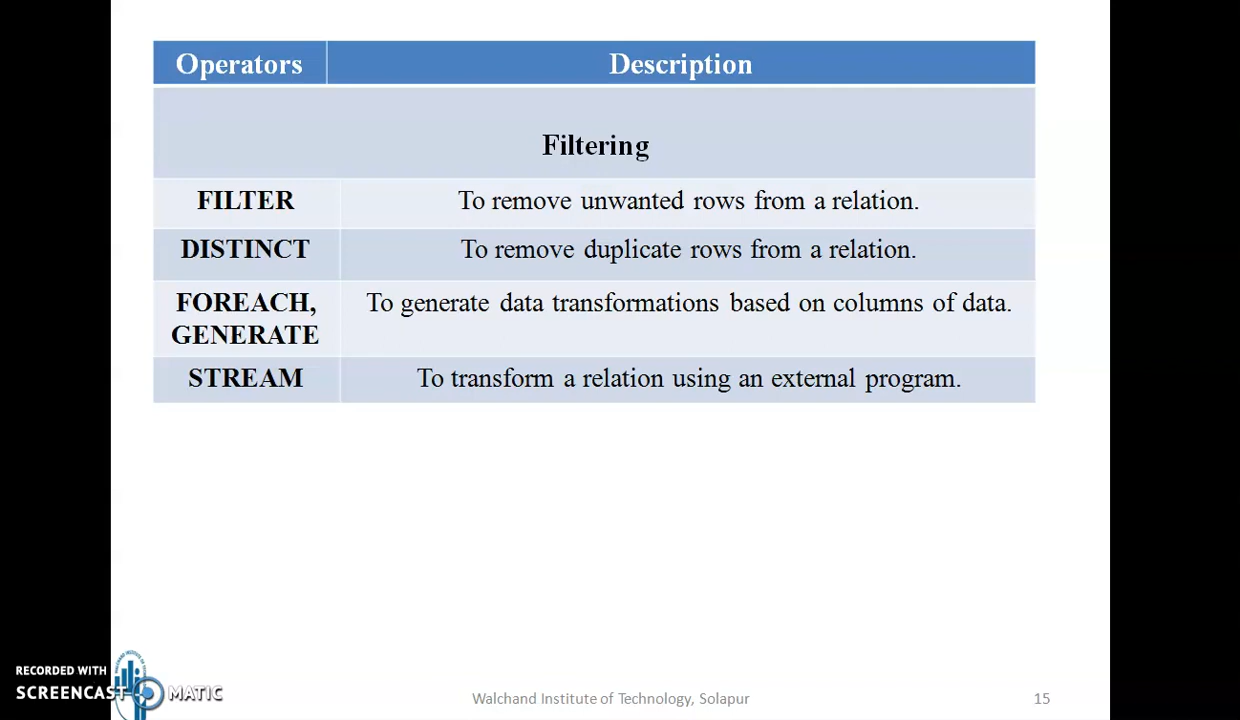 Operators Description
Filtering
FILTER To remove unwanted rows from a relation.
DISTINCT To remove duplicate rows from a relation.
FOREACH, To generate data transformations based on columns of data.
GENERATE
STREAM To transform a relation using an external program.
RECORDED WITH
SCREENCAST MATIC
Walchand Institute of Technology, Solapur 15